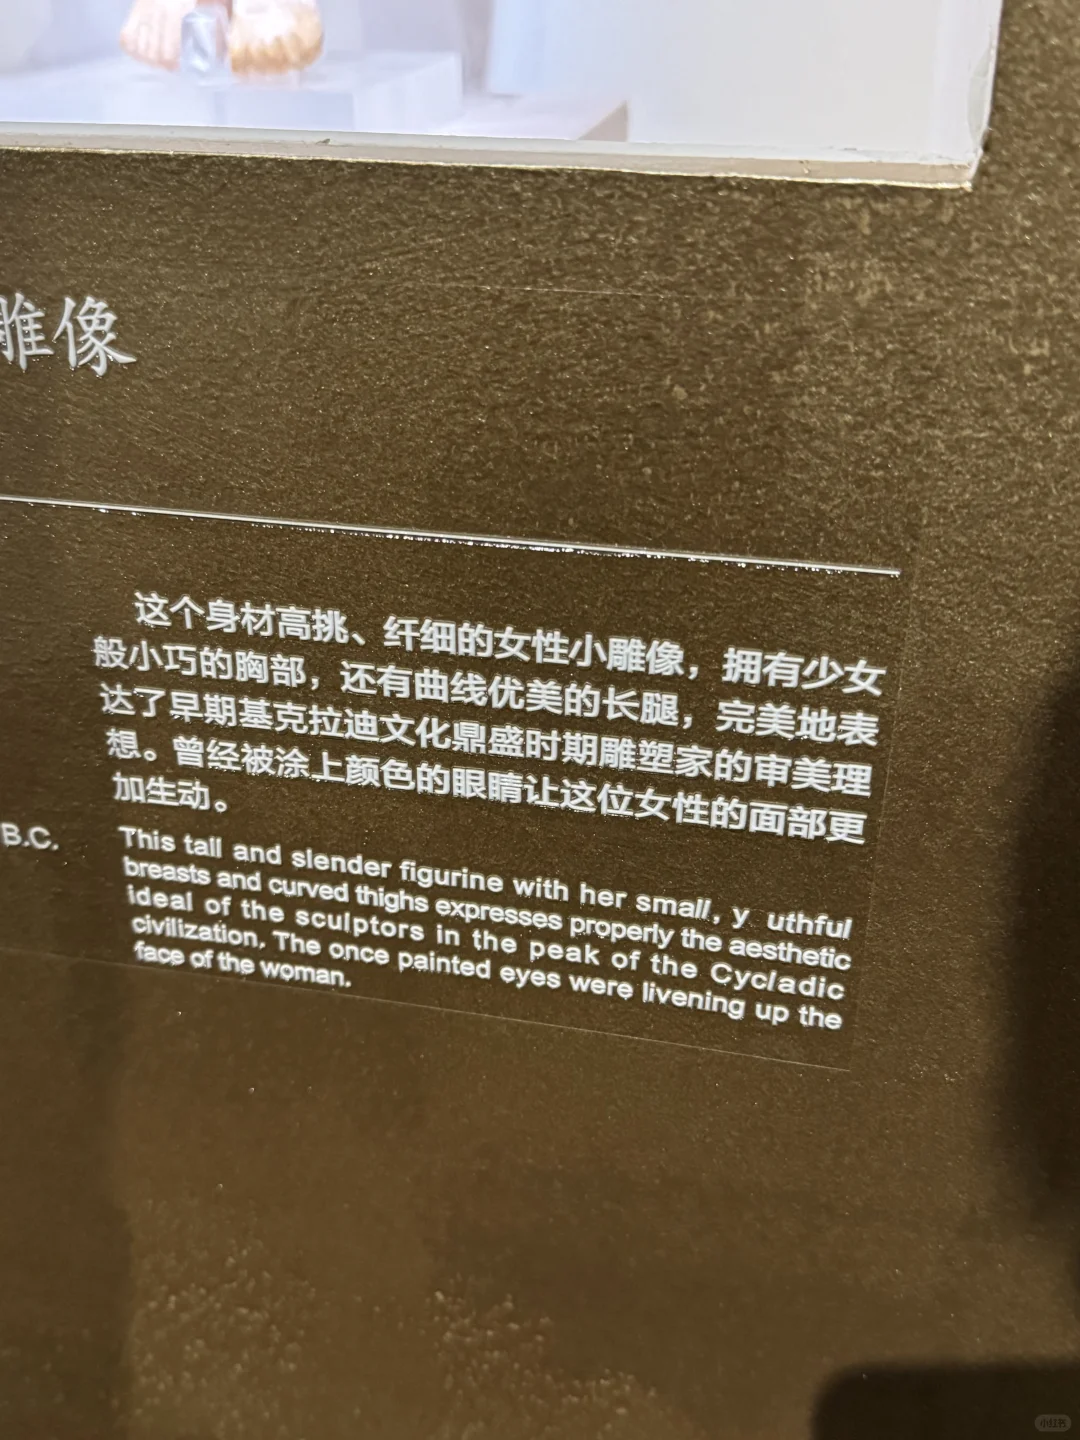 雕像
这个身材高挑、纤细的女性小雕像，拥有少女
般小巧的胸部，还有曲线优美的长腿，完美地表
达了早期基克拉迪文化鼎盛时期雕塑家的审美理
想。曾经被涂上颜色的眼睛让这位女性的面部更
加生动。
B.C.
This tall and slender figurine with her small, y uthful
breasts and curved thighs expresses properly the aesthetic
ideal of the sculptors in the peak of the Cycladic
civilization. The once painted eyes were livening up the
face of the woman.
小红书